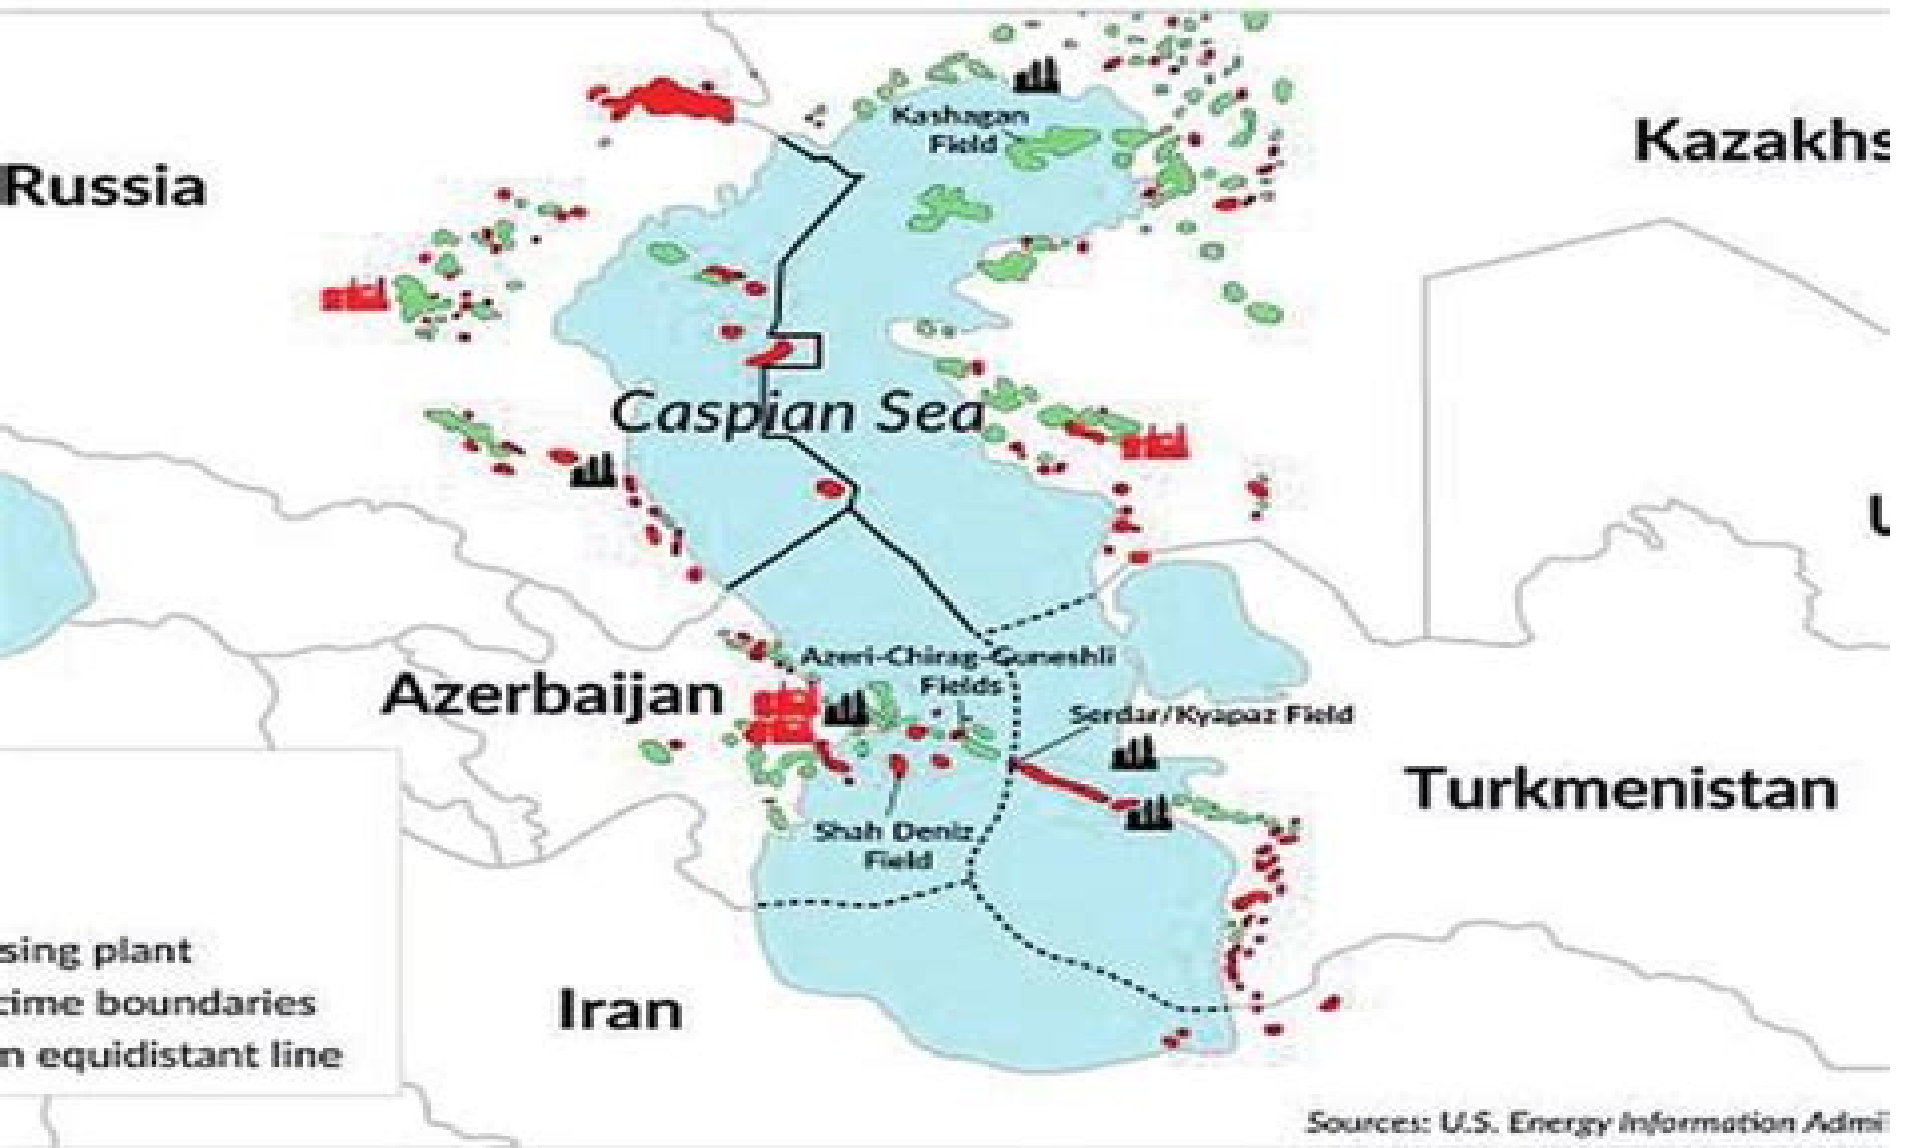 Kashagan
Field
Kazakhs
Russia
Caspian Sea
U
Azeri-Chirag-Guneshli
Fields
Azerbaijan
Serdar/Kyapaz Field
Turkmenistan
Shah Deniz
Field
Iran
sing plant
time boundaries
n equidistant line
Sources: U.S. Energy Information Admi